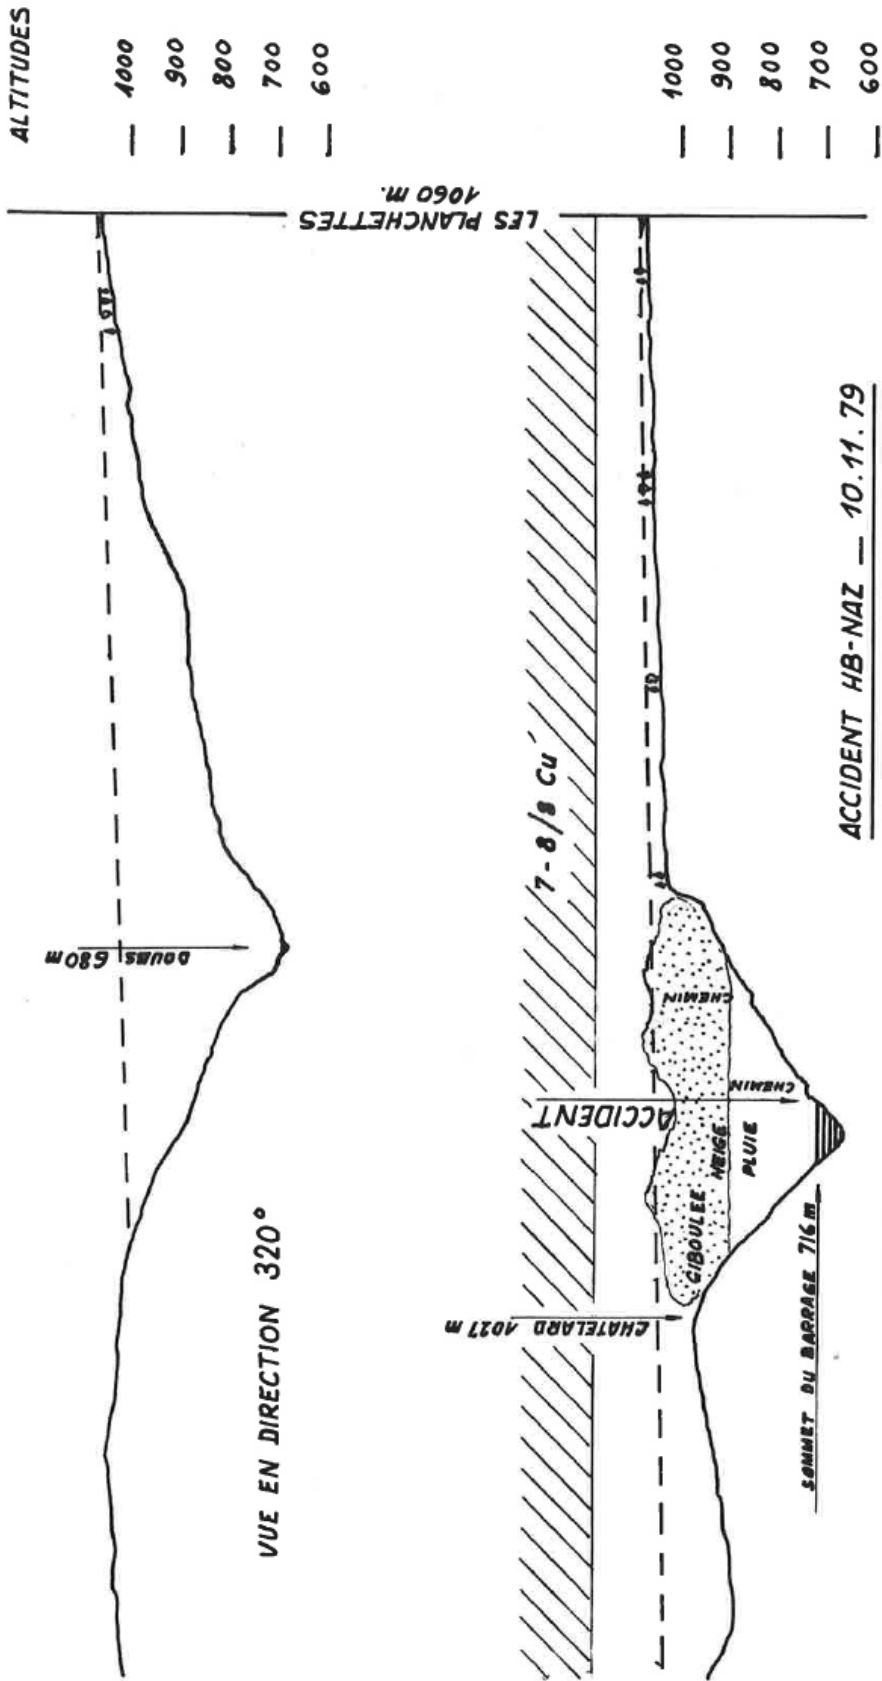 ALTITUDES
1000
900
800
700
600
LES PLANCHETTES
1060 m.
DOUBS 680 m
VUE EN DIRECTION 320°
1000
900
800
700
600
7 - 8/8 Cu
CHEMIN
CHEMIN
ACCIDENT
GIBOULEE
NEIGE
PLUIE
CHATELARD 1027 m
SOMMET DU BARRAGE 716 m
ACCIDENT HB-NAZ — 10.11.79